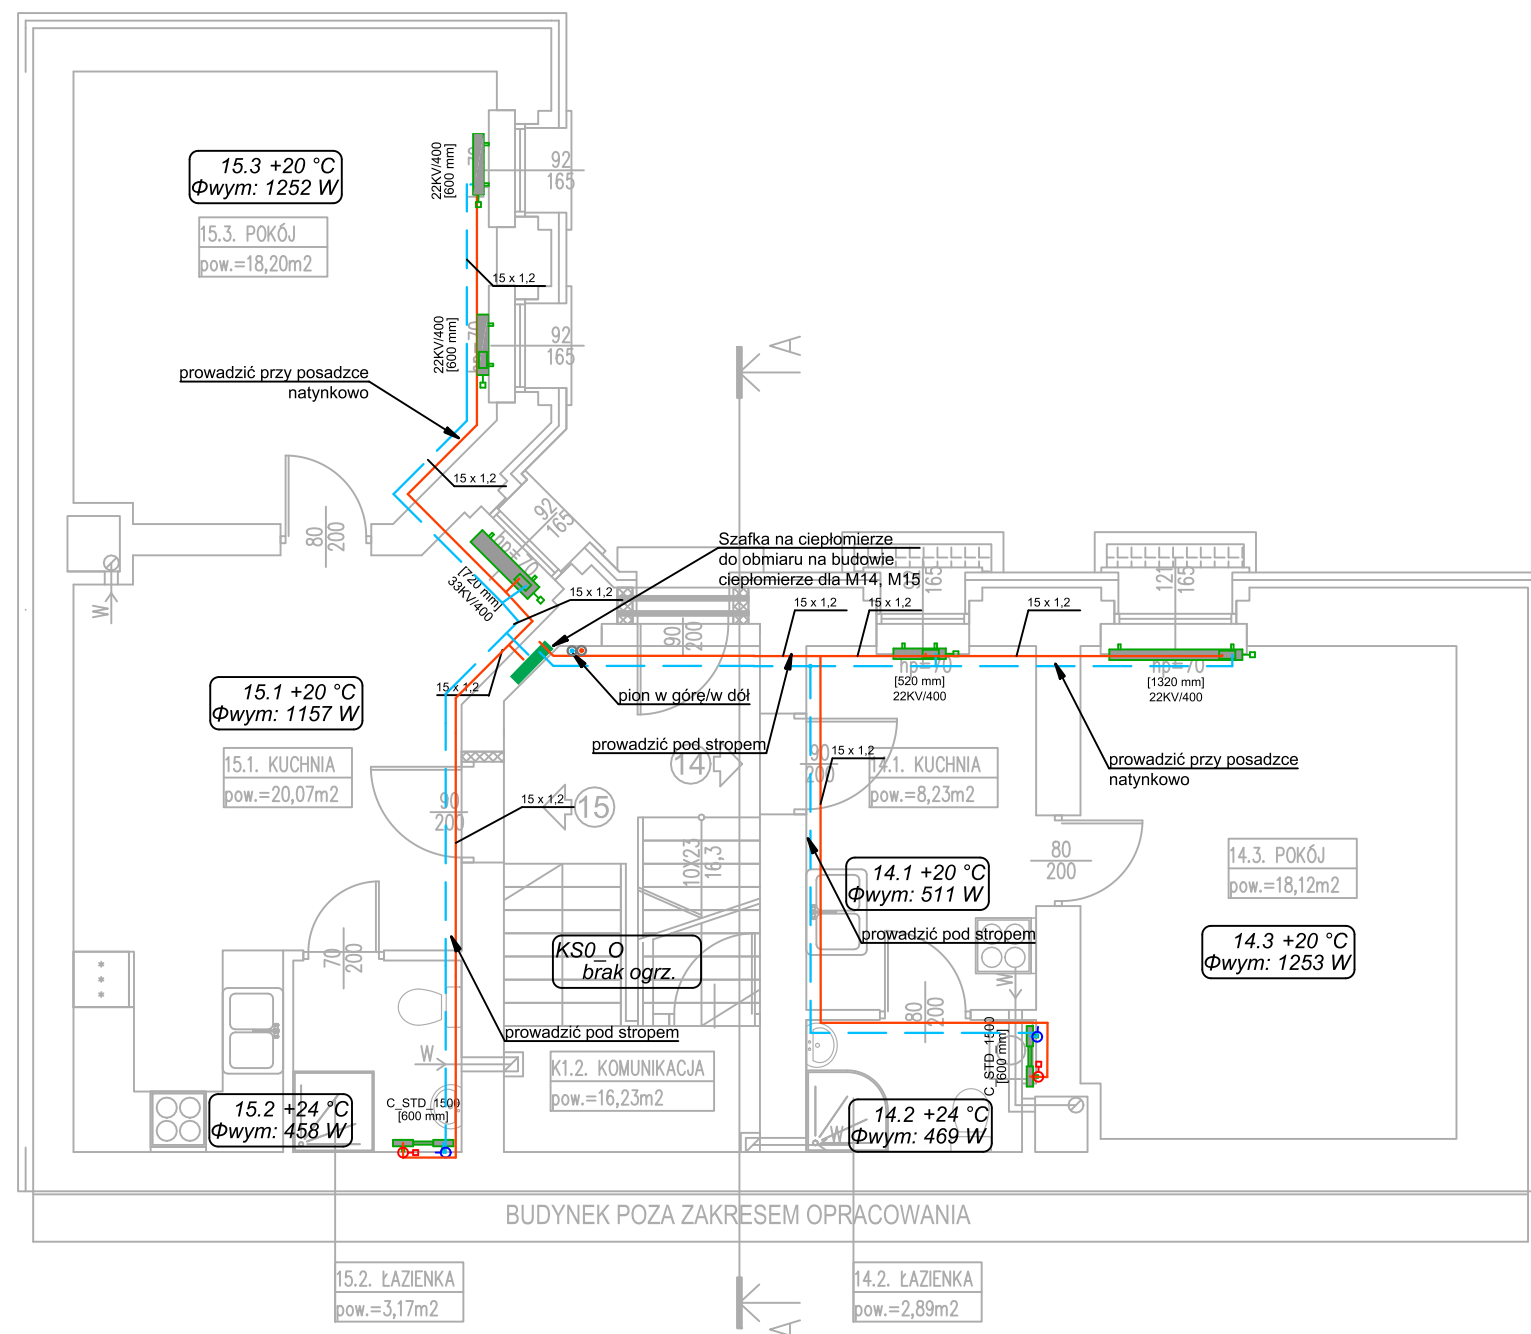 15.3 +20 °C
Φwym: 1252 W
15.3. POKÓJ
pow.=18,20m2
22KV/400
[600 mm]
92
165
15 x 1,2
22KV/400
[600 mm]
92
165
prowadzić przy posadzce
natynkowo
15 x 1,2
80
200
92
165
hp=70
[720 mm]
33KV/400
15 x 1,2
W
A
Szafka na ciepłomierze
do obmiaru na budowie
ciepłomierze dla M14, M15
15 x 1,2
15 x 1,2
15 x 1,2
165
121
165
90
200
hp=70
[520 mm]
22KV/400
hp=70
[1320 mm]
22KV/400
15.1 +20 °C
Φwym: 1157 W
15 x 1,2
pion w górę/w dół
prowadzić pod stropem
prowadzić przy posadzce
natynkowo
15.1. KUCHNIA
pow.=20,07m2
14
15
90
200
15 x 1,2
90
200
15 x 1,2
14.1. KUCHNIA
pow.=8,23m2
10X23
16,3
80
200
14.3. POKÓJ
pow.=18,12m2
14.1 +20 °C
Φwym: 511 W
prowadzić pod stropem
14.3 +20 °C
Φwym: 1253 W
KS0_O
brak ogrz.
70
200
W
80
200
prowadzić pod stropem
W
K1.2. KOMUNIKACJA
pow.=16,23m2
C_STD_1500
[600 mm]
15.2 +24 °C
Φwym: 458 W
C_STD_1500
[600 mm]
14.2 +24 °C
Φwym: 469 W
W
BUDYNEK POZA ZAKRESEM OPRACOWANIA
15.2. ŁAZIENKA
pow.=3,17m2
14.2. ŁAZIENKA
pow.=2,89m2
A